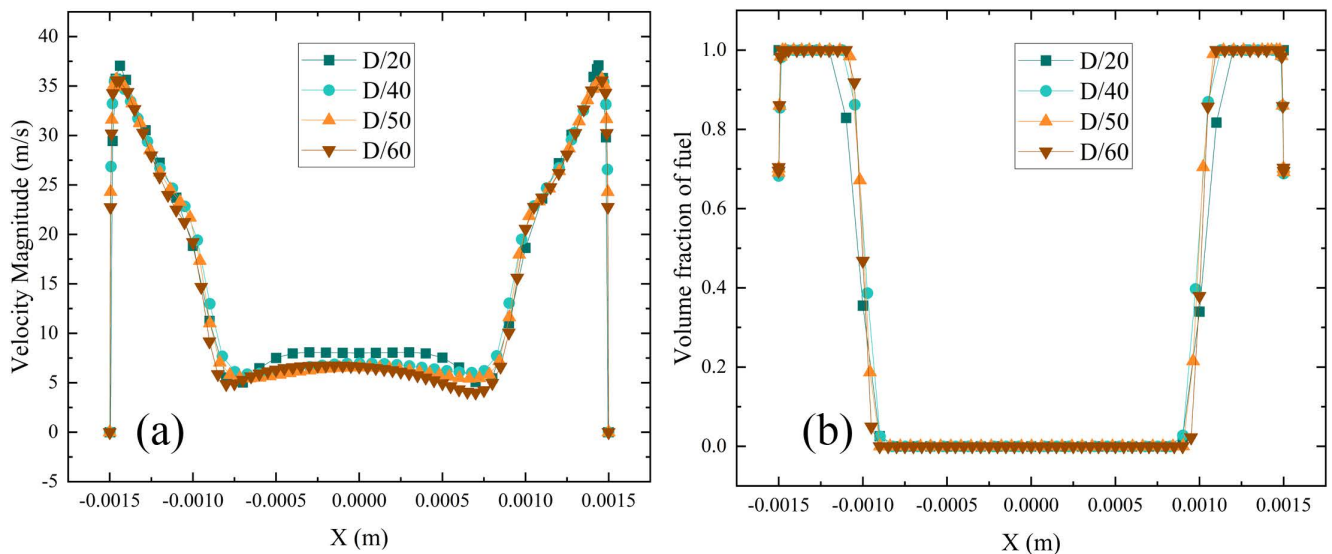 40
35
30
25
20
15
10
5
0
-5
Velocity Magnitude (m/s)
D/20
D/40
D/50
D/60
(a)
-0.0015 -0.0010 -0.0005 0.0000 0.0005 0.0010 0.0015
X (m)
1.0
0.8
0.6
0.4
0.2
0.0
Volume fraction of fuel
D/20
D/40
D/50
D/60
(b)
-0.0015 -0.0010 -0.0005 0.0000 0.0005 0.0010 0.0015
X (m)